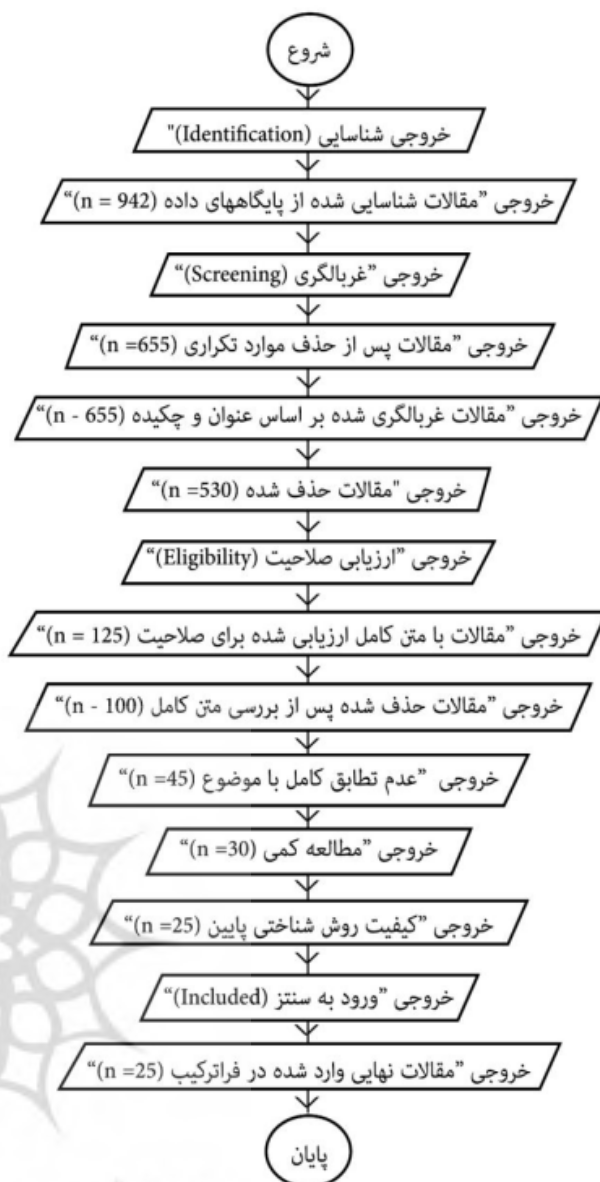 شروع
خروجی شناسایی (Identification)"
خروجی ”مقالات شناسایی شده از پایگاههای داده (n = 942)“
خروجی ”غربالگری (Screening)“
خروجی ”مقالات پس از حذف موارد تکراری (n =655)“
خروجی ”مقالات غربالگری شده بر اساس عنوان و چکیده (n - 655)“
خروجی "مقالات حذف شده (n =530)“
خروجی ”ارزیابی صلاحیت (Eligibility)“
خروجی ”مقالات با متن کامل ارزیابی شده برای صلاحیت (n = 125)“
خروجی ”مقالات حذف شده پس از بررسی متن کامل (n - 100)“
خروجی ”عدم تطابق کامل با موضوع (n =45)“
خروجی ”مطالعه کمی (n =30)“
خروجی ”کیفیت روش شناختی پایین (n =25)“
خروجی ”ورود به سنتز (Included)“
خروجی ”مقالات نهایی وارد شده در فراترکیب (n =25)“
پایان